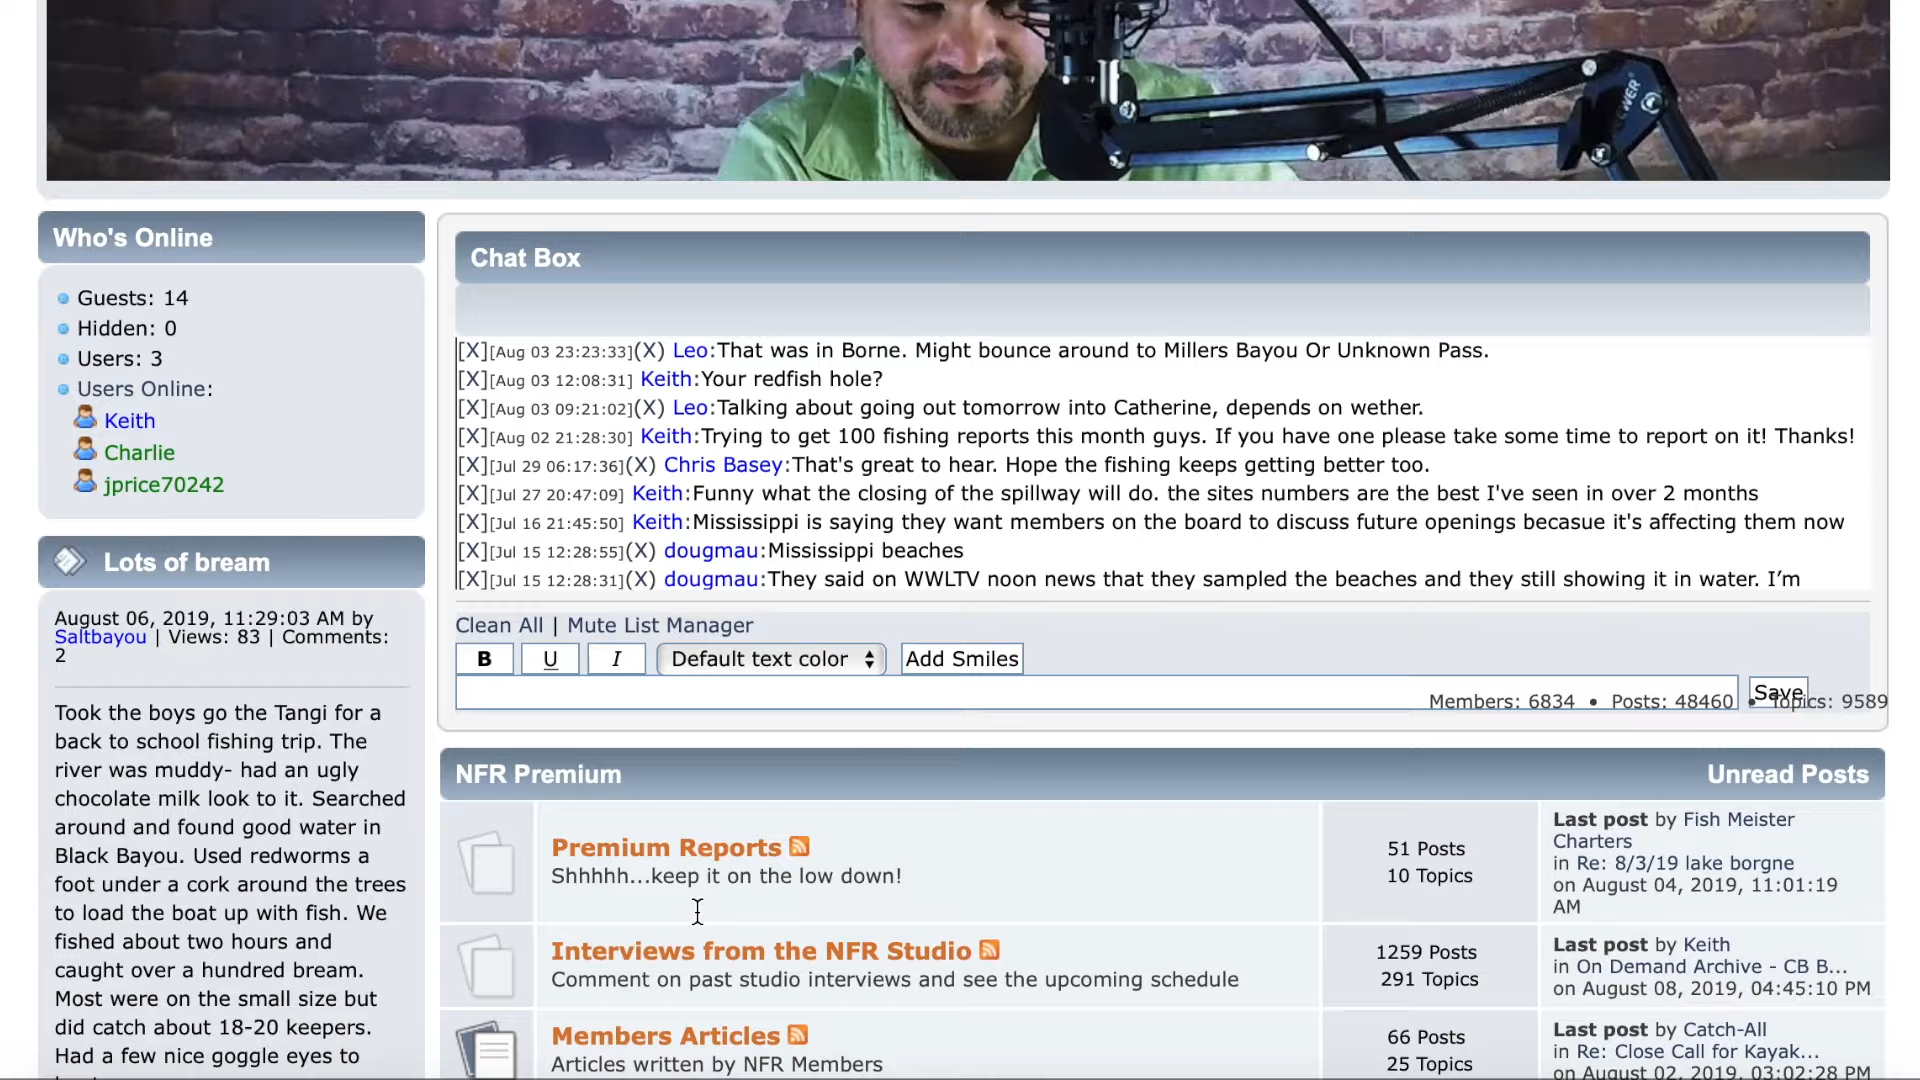 POWER
Who's Online
Guests: 14
Hidden: 0
Users: 3
Users Online:
Keith
Charlie
jprice70242
Lots of bream
August 06, 2019, 11:29:03 AM by
Saltbayou | Views: 83 | Comments:
2
Took the boys go the Tangi for a
back to school fishing trip. The
river was muddy- had an ugly
chocolate milk look to it. Searched
around and found good water in
Black Bayou. Used redworms a
foot under a cork around the trees
to load the boat up with fish. We
fished about two hours and
caught over a hundred bream.
Most were on the small size but
did catch about 18-20 keepers.
Had a few nice goggle eyes to
Chat Box
[X][Aug 03 23:23:33](X) Leo:That was in Borne. Might bounce around to Millers Bayou Or Unknown Pass.
[X][Aug 03 12:08:31] Keith:Your redfish hole?
[X][Aug 03 09:21:02](X) Leo:Talking about going out tomorrow into Catherine, depends on wether.
[X][Aug 02 21:28:30] Keith:Trying to get 100 fishing reports this month guys. If you have one please take some time to report on it! Thanks!
[X][Jul 29 06:17:36](X) Chris Basey:That's great to hear. Hope the fishing keeps getting better too.
[X][Jul 27 20:47:09] Keith:Funny what the closing of the spillway will do. the sites numbers are the best I've seen in over 2 months
[X][Jul 16 21:45:50] Keith:Mississippi is saying they want members on the board to discuss future openings becasue it's affecting them now
[X][Jul 15 12:28:55](X) dougmau:Mississippi beaches
[X][Jul 15 12:28:31](X) dougmau:They said on WWLTV noon news that they sampled the beaches and they still showing it in water. I’m
Clean All | Mute List Manager
B U I Default text color Add Smiles
Save
Members: 6834 • Posts: 48460 • Topics: 9589
NFR Premium Unread Posts
Premium Reports
Shhhhh...keep it on the low down!
51 Posts
10 Topics
Last post by Fish Meister
Charters
in Re: 8/3/19 lake borgne
on August 04, 2019, 11:01:19
AM
Interviews from the NFR Studio
Comment on past studio interviews and see the upcoming schedule
1259 Posts
291 Topics
Last post by Keith
in On Demand Archive - CB B...
on August 08, 2019, 04:45:10 PM
Members Articles
Articles written by NFR Members
66 Posts
25 Topics
Last post by Catch-All
in Re: Close Call for Kayak...
on August 02, 2019, 03:02:28 PM